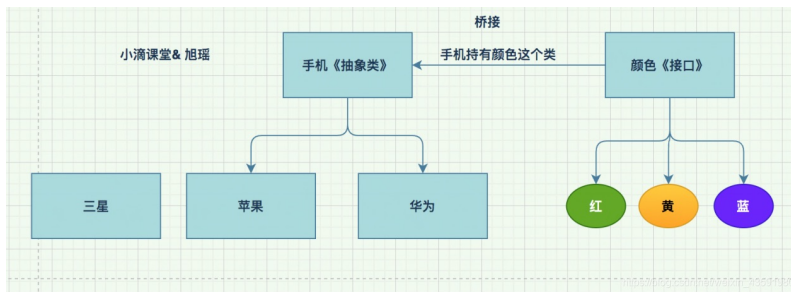 桥接
小滴课堂& 旭瑶
手机《抽象类》
手机持有颜色这个类
颜色《接口》
三星
苹果
华为
红
黄
蓝